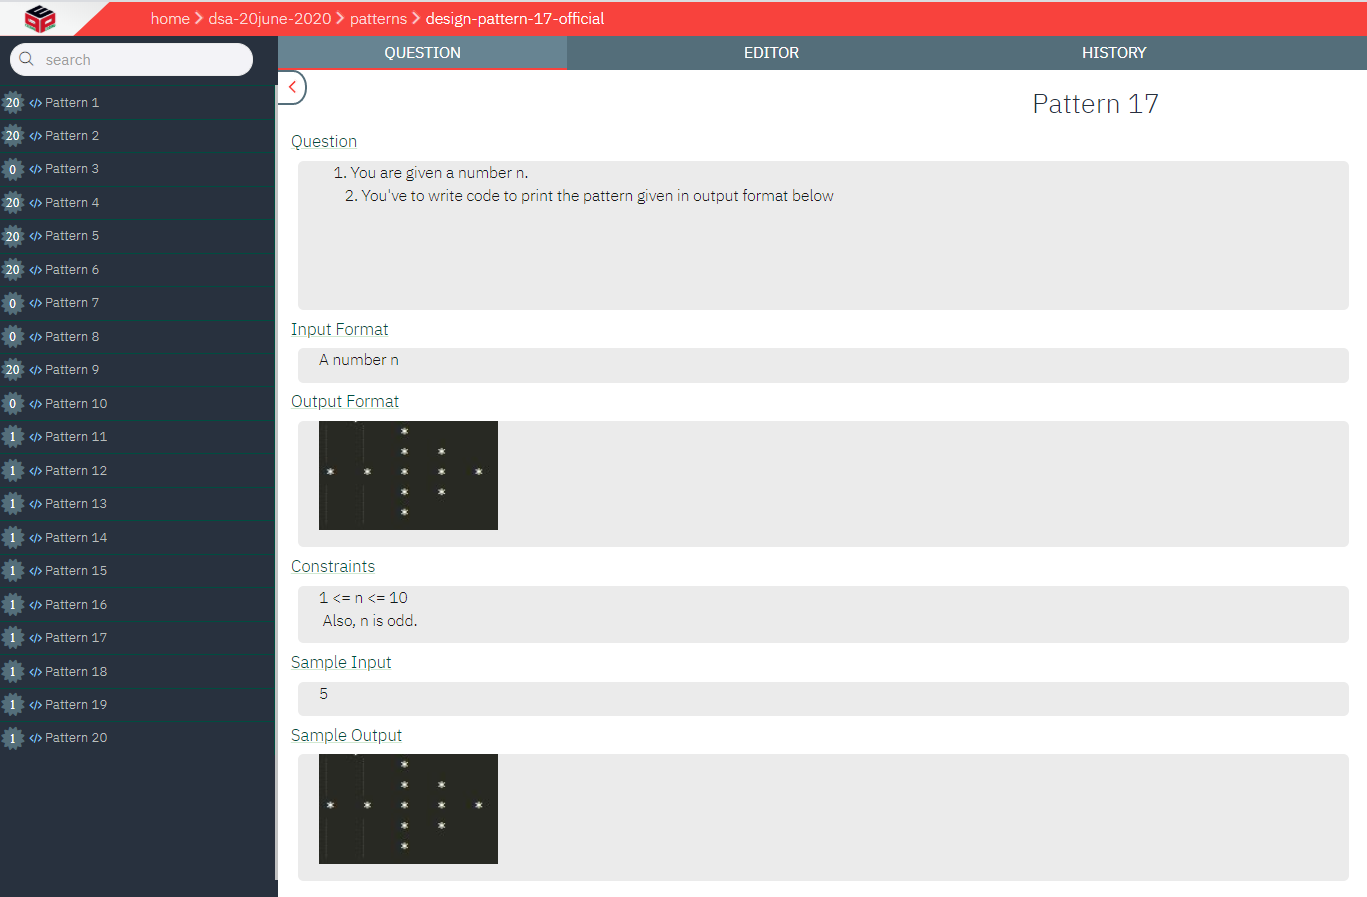 home > dsa-20june-2020 > patterns > design-pattern-17-official
search
20 </> Pattern 1
20 </> Pattern 2
0 </> Pattern 3
20 </> Pattern 4
20 </> Pattern 5
20 </> Pattern 6
0 </> Pattern 7
0 </> Pattern 8
20 </> Pattern 9
0 </> Pattern 10
1 </> Pattern 11
1 </> Pattern 12
1 </> Pattern 13
1 </> Pattern 14
1 </> Pattern 15
1 </> Pattern 16
1 </> Pattern 17
1 </> Pattern 18
1 </> Pattern 19
1 </> Pattern 20
QUESTION EDITOR HISTORY
Pattern 17
Question
1. You are given a number n.
2. You've to write code to print the pattern given in output format below
Input Format
A number n
Output Format
*
* *
* * * * *
* *
*
Constraints
1 <= n <= 10
Also, n is odd.
Sample Input
5
Sample Output
*
* *
* * * * *
* *
*